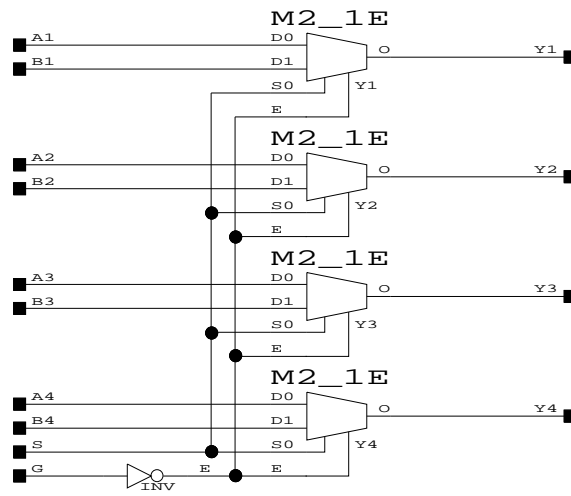 M2_1E
A1 D0
O Y1
B1 D1
S0 Y1
E
M2_1E
A2 D0
O Y2
B2 D1
S0 Y2
E
M2_1E
A3 D0
O Y3
B3 D1
S0 Y3
E
M2_1E
A4 D0
O Y4
B4 D1
S S0 Y4
G E E
INV